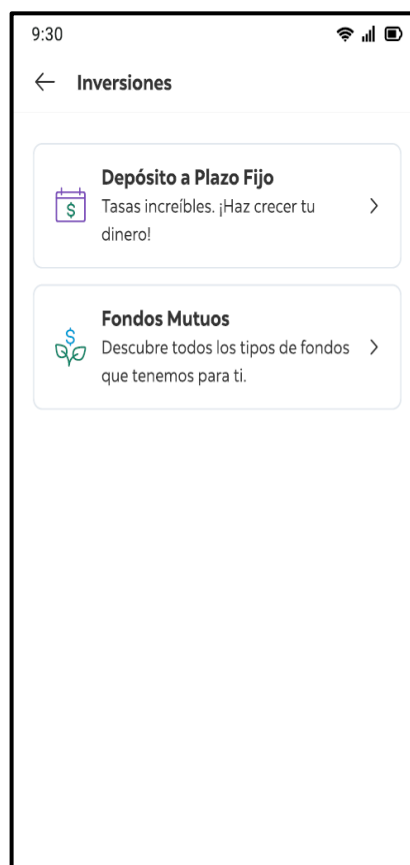 9:30
Inversiones
Depósito a Plazo Fijo
$
Tasas increíbles. ¡Haz crecer tu
dinero!
Fondos Mutuos
$
Descubre todos los tipos de fondos
que tenemos para ti.